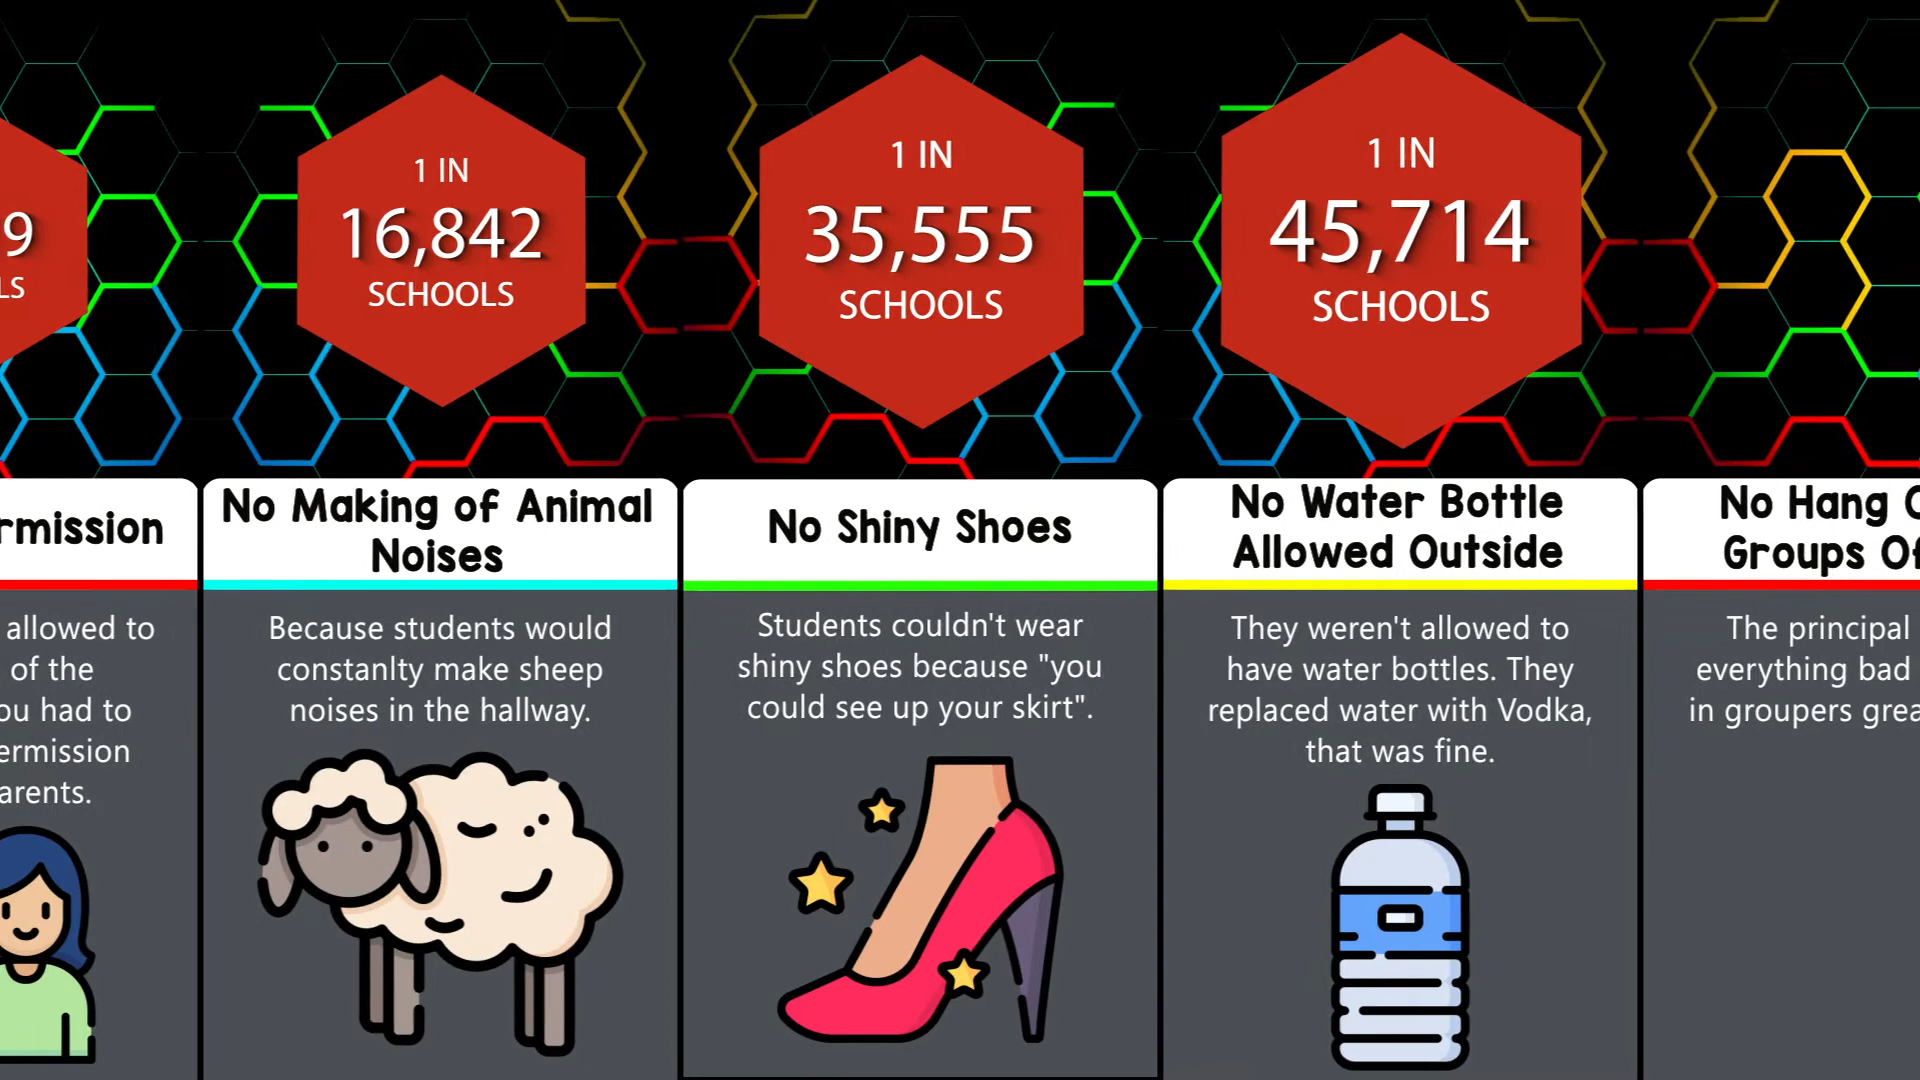 9
LS
rmission
allowed to
of the
ou had to
ermission
arents.
1 IN
16,842
SCHOOLS
No Making of Animal
Noises
Because students would
constanlty make sheep
noises in the hallway.
1 IN
35,555
SCHOOLS
No Shiny Shoes
Students couldn't wear
shiny shoes because "you
could see up your skirt".
1 IN
45,714
SCHOOLS
No Water Bottle
Allowed Outside
They weren't allowed to
have water bottles. They
replaced water with Vodka,
that was fine.
No Hang
Groups Of
The principal
everything bad
in groupers grea